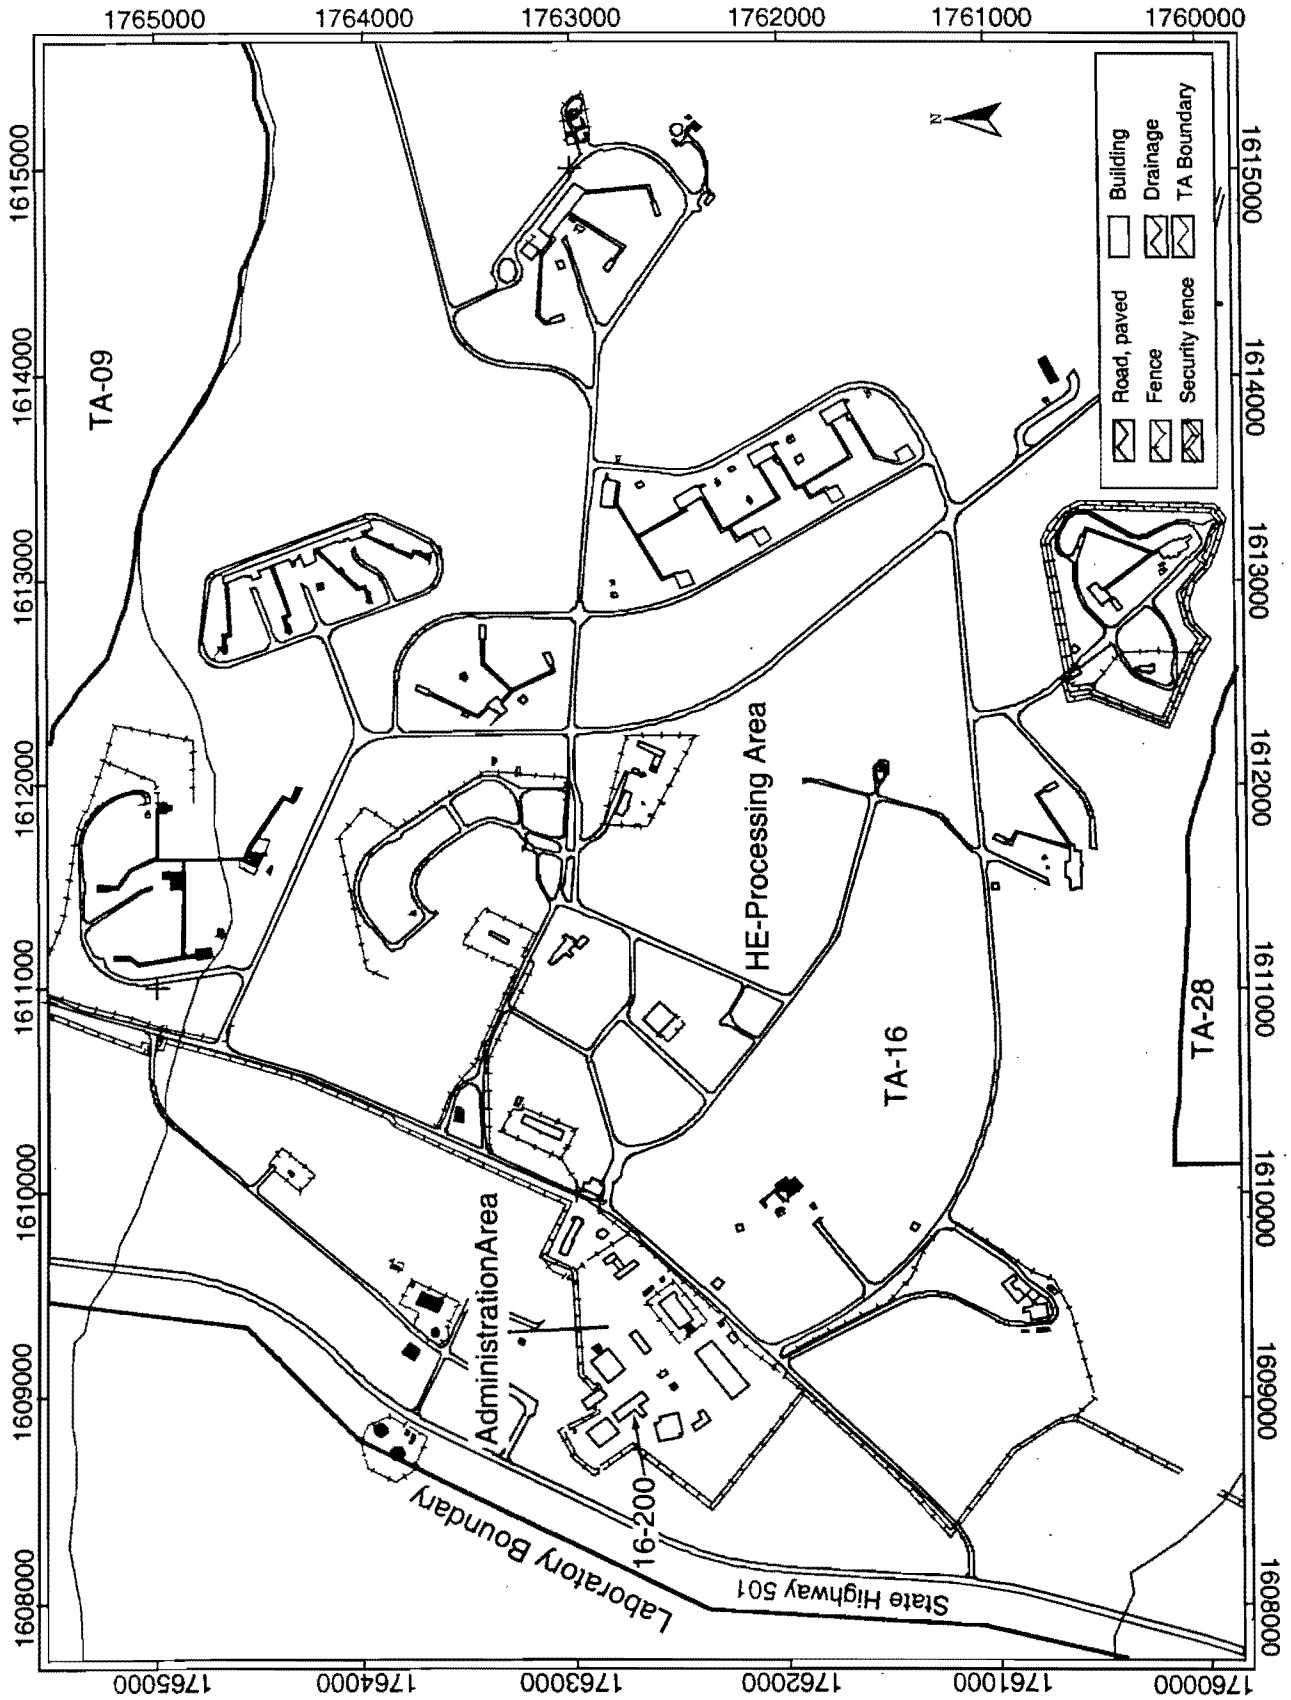 1765000
1764000
1763000
1762000
1761000
1760000
1615000
1614000
1613000
1612000
1611000
1610000
1609000
1608000
TA-09
N
Road, paved
Fence
Security fence
Building
Drainage
TA Boundary
HE-Processing Area
TA-16
TA-28
AdministrationArea
16-200
Laboratory Boundary
State Highway 501
1615000
1614000
1613000
1612000
1611000
1610000
1609000
1608000
1765000
1764000
1763000
1762000
1761000
1760000